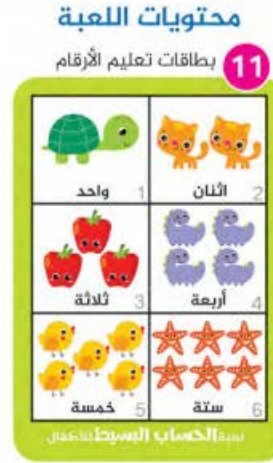 محتويات اللعبة
11 بطاقات تعليم الأرقام
اثنان 2
واحد 1
أربعة 4
ثلاثة 3
ستة 6
خمسة 5
الحساب البسيط للأطفال